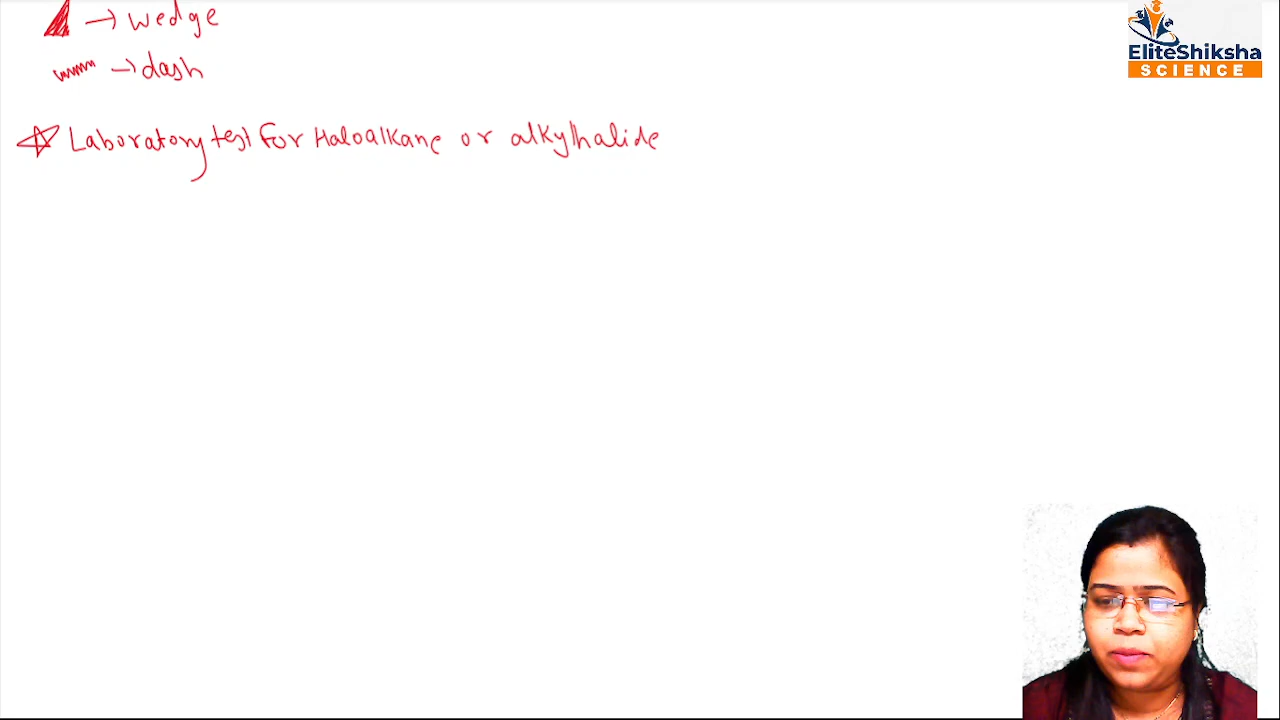 → wedge
→ dash
☆ Laboratory test for Haloalkane or alkylhalide
EliteShiksha
SCIENCE